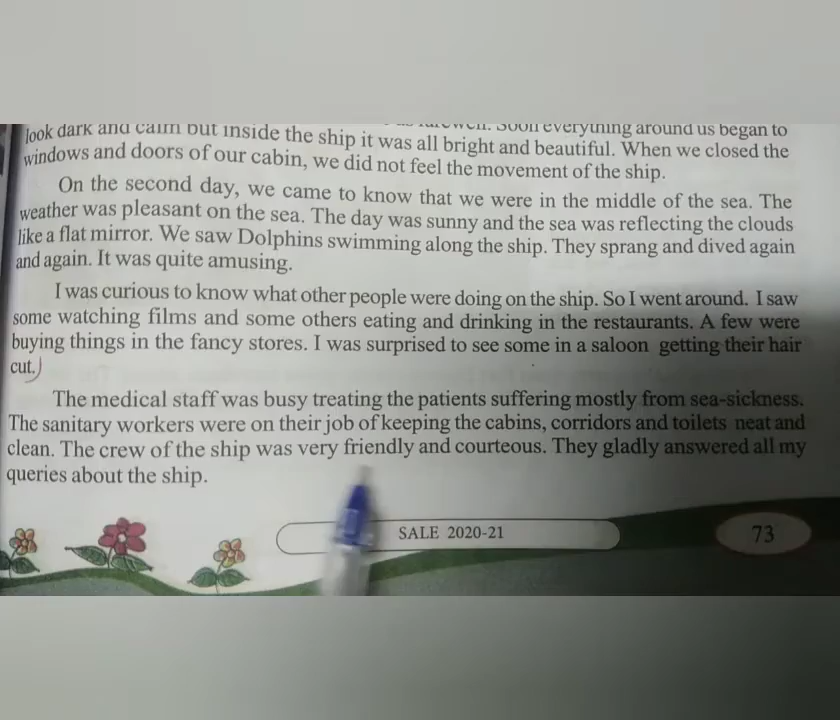 Soon everything around us began to
look dark and calm but inside the ship it was all bright and beautiful. When we closed the
windows and doors of our cabin, we did not feel the movement of the ship.
On the second day, we came to know that we were in the middle of the sea. The
weather was pleasant on the sea. The day was sunny and the sea was reflecting the clouds
like a flat mirror. We saw Dolphins swimming along the ship. They sprang and dived again
and again. It was quite amusing.
I was curious to know what other people were doing on the ship. So I went around. I saw
some watching films and some others eating and drinking in the restaurants. A few were
buying things in the fancy stores. I was surprised to see some in a saloon getting their hair
cut.
The medical staff was busy treating the patients suffering mostly from sea-sickness.
The sanitary workers were on their job of keeping the cabins, corridors and toilets neat and
clean. The crew of the ship was very friendly and courteous. They gladly answered all my
queries about the ship.
SALE 2020-21
73